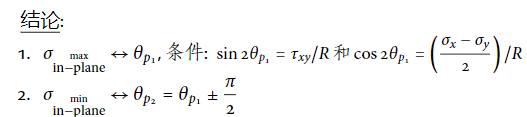 结论:
1. σ max in−plane ↔ θp₁, 条件: sin 2θp₁ = τxy/R 和 cos 2θp₁ = ((σx − σy)/2)/R
2. σ min in−plane ↔ θp₂ = θp₁ ± π/2